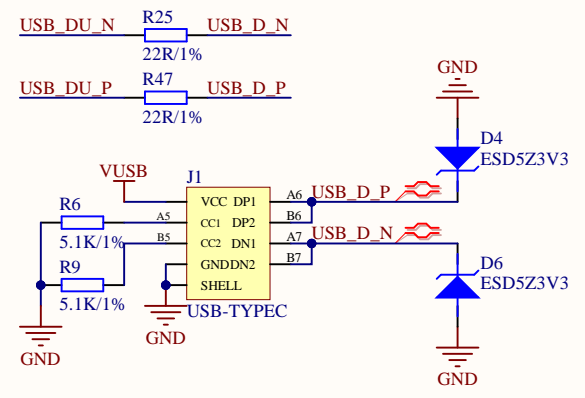 USB_DU_N R25 USB_D_N
22R/1%
USB_DU_P R47 USB_D_P
22R/1%
GND
D4
ESD5Z3V3
VUSB J1
VCC DP1 A6 USB_D_P
R6 A5 CC1 DP2 B6
5.1K/1% B5 CC2 DN1 A7 USB_D_N
R9 GND DN2 B7
5.1K/1% SHELL
USB-TYPEC
D6
ESD5Z3V3
GND
GND
GND